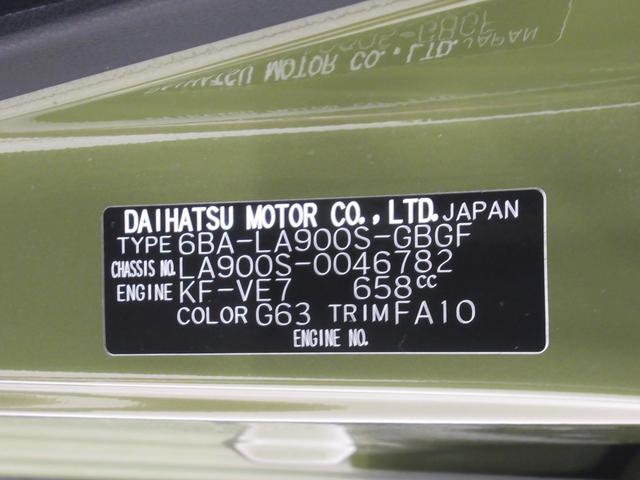 DAIHATSU MOTOR CO.,LTD. JAPAN
TYPE 6BA-LA900S-GBGF
CHASSIS NO. LA900S-0046782
ENGINE KF-VE7 658cc
COLOR G63 TRIM FA10
ENGINE NO.